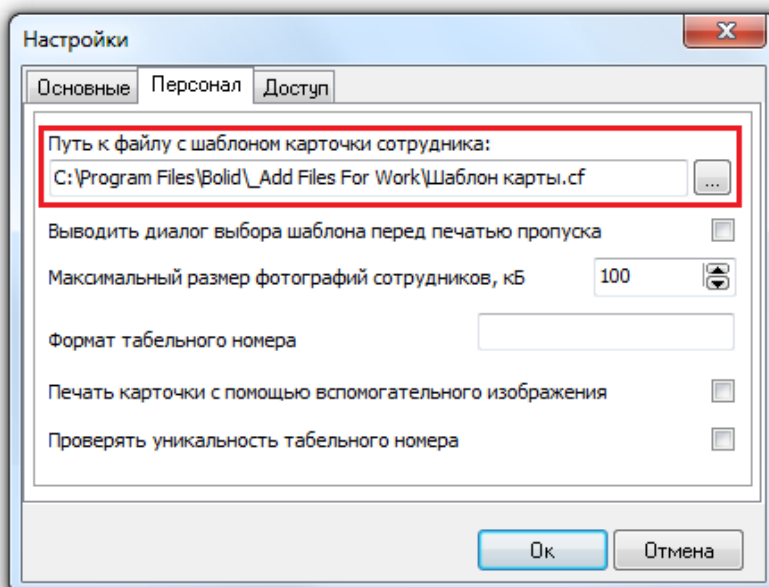 Настройки
Основные Персонал Доступ
Путь к файлу с шаблоном карточки сотрудника:
C:\Program Files\Bolid\_Add Files For Work\Шаблон карты.cf ...
Выводить диалог выбора шаблона перед печатью пропуска
Максимальный размер фотографий сотрудников, кБ 100
Формат табельного номера
Печать карточки с помощью вспомогательного изображения
Проверять уникальность табельного номера
Ок Отмена